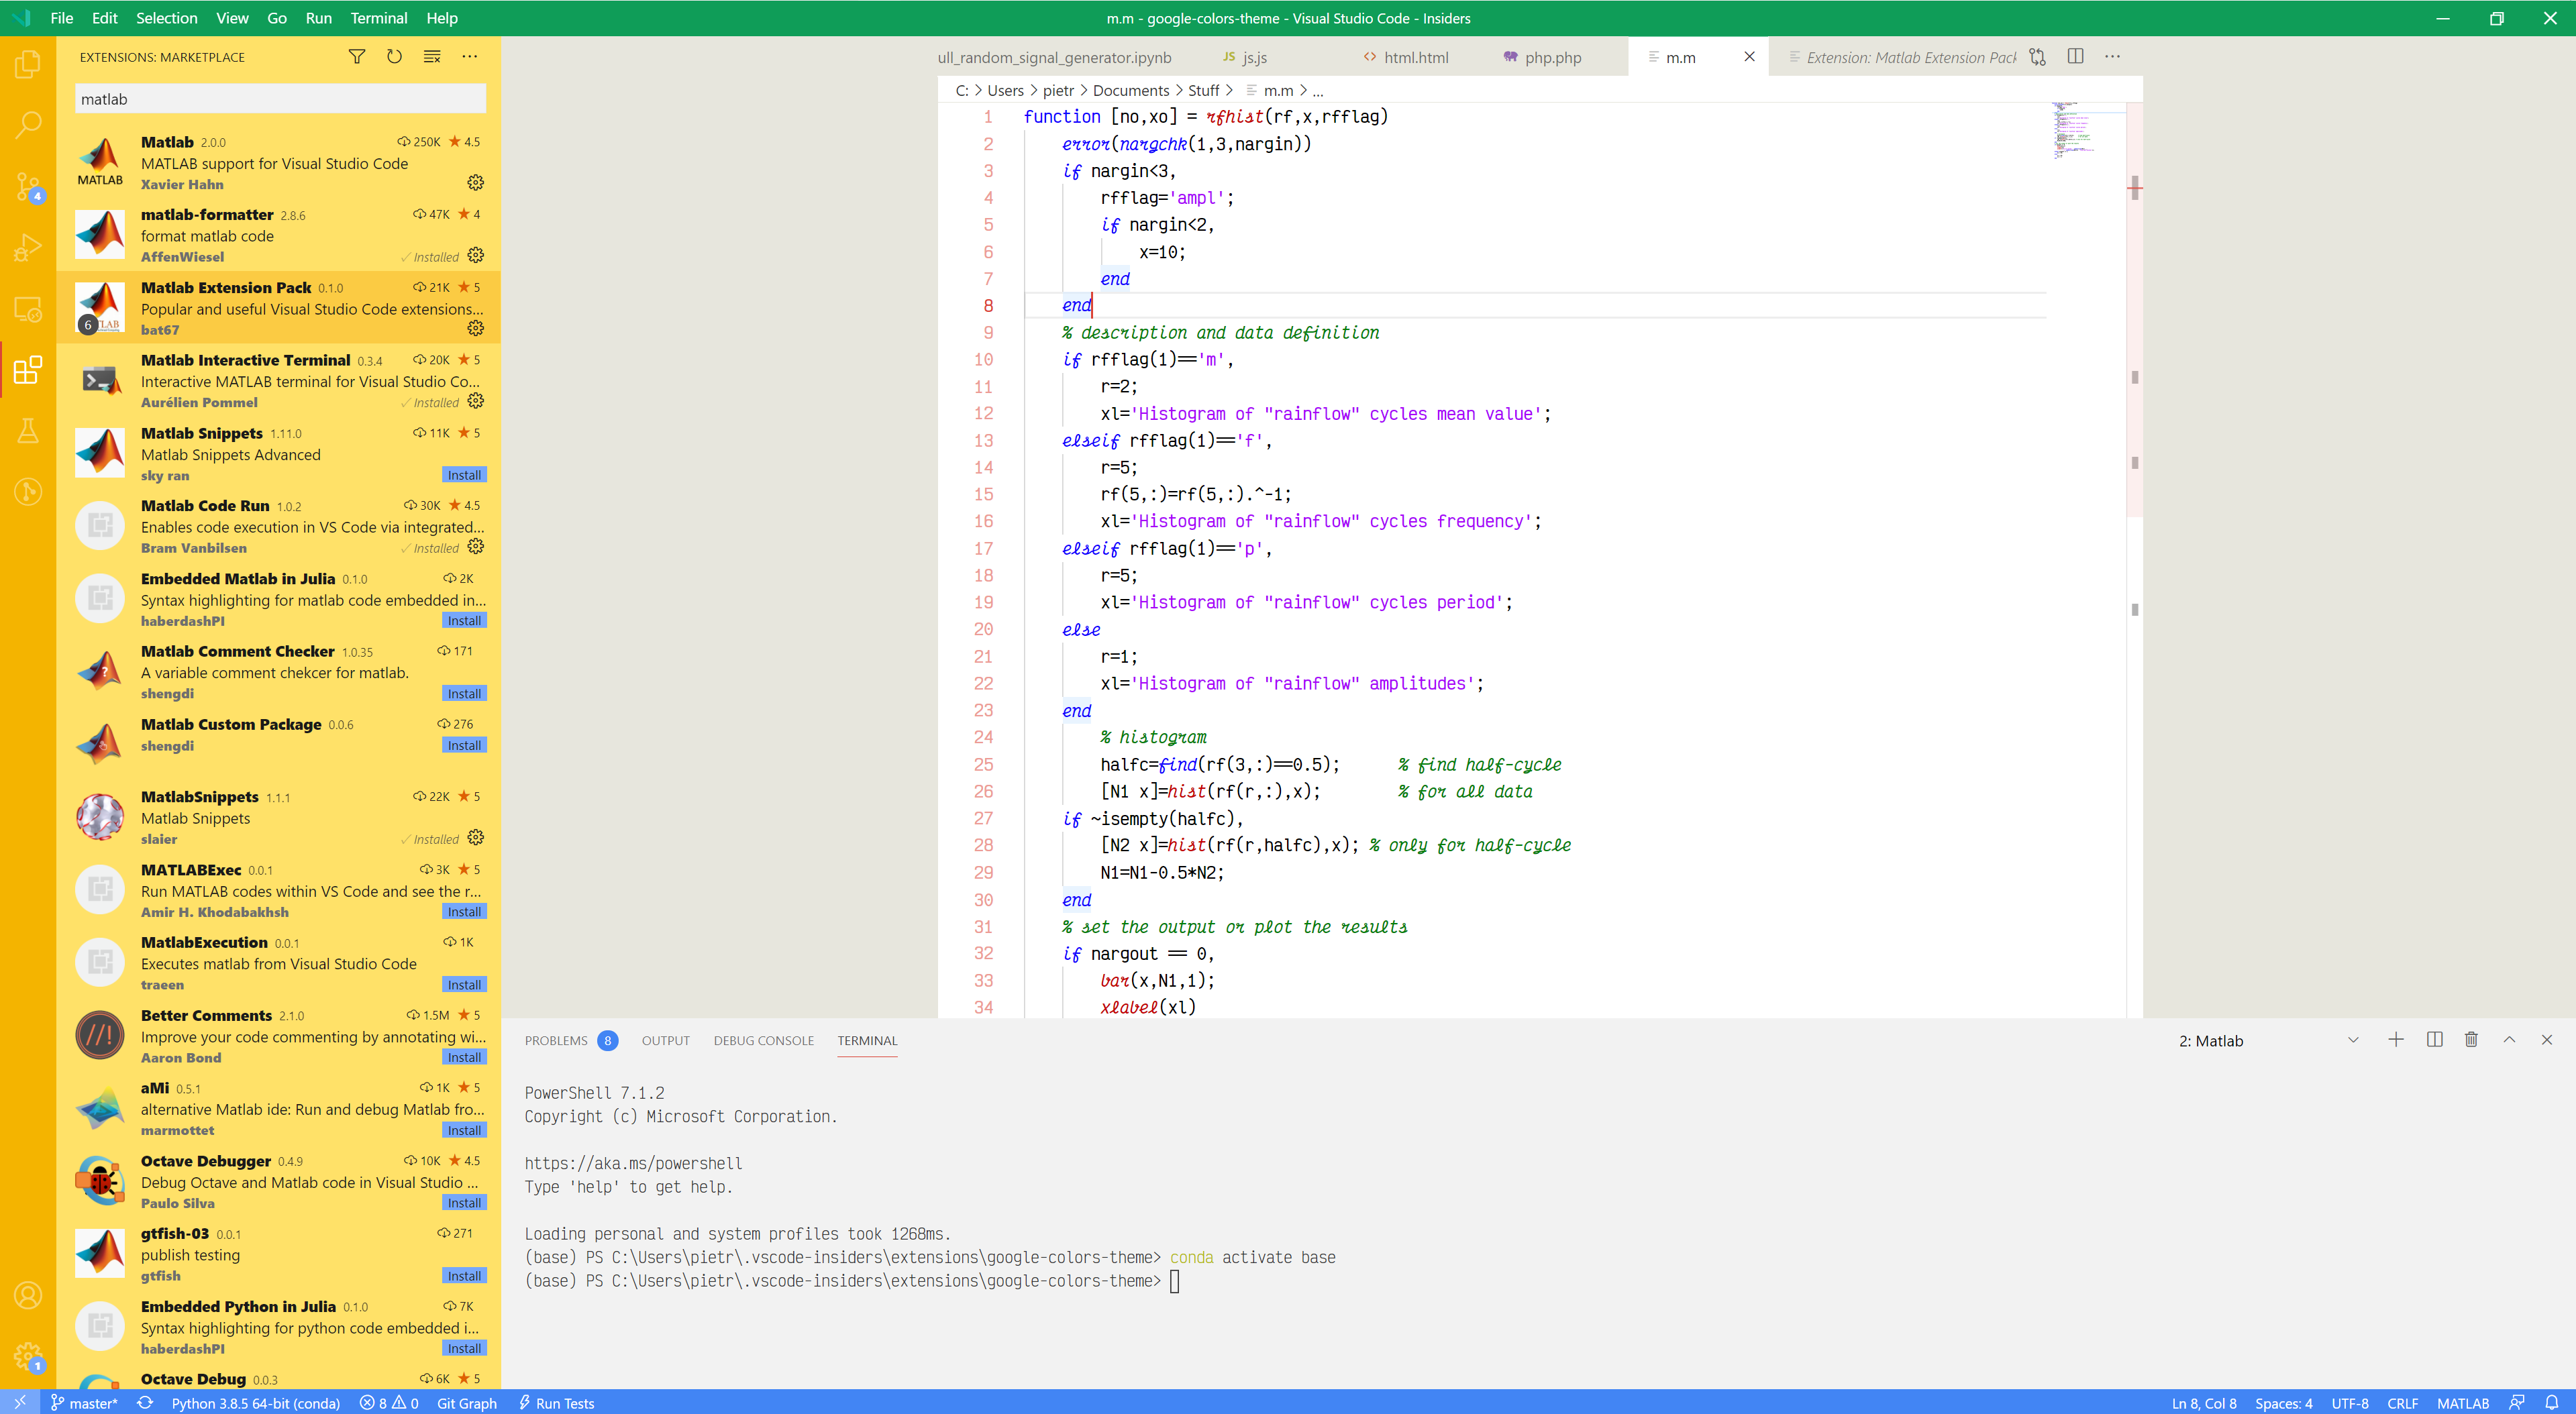 File Edit Selection View Go Run Terminal Help
m.m - google-colors-theme - Visual Studio Code - Insiders
EXTENSIONS: MARKETPLACE
matlab
Matlab 2.0.0 250K ★ 4.5
MATLAB support for Visual Studio Code
MATLAB
Xavier Hahn
matlab-formatter 2.8.6 47K ★ 4
format matlab code
AffenWiesel ✓ Installed
Matlab Extension Pack 0.1.0 21K ★ 5
Popular and useful Visual Studio Code extensions...
6
bat67
Matlab Interactive Terminal 0.3.4 20K ★ 5
Interactive MATLAB terminal for Visual Studio Co...
Aurélien Pommel ✓ Installed
Matlab Snippets 1.11.0 11K ★ 5
Matlab Snippets Advanced
sky ran Install
Matlab Code Run 1.0.2 30K ★ 4.5
Enables code execution in VS Code via integrated...
Bram Vanbilsen ✓ Installed
Embedded Matlab in Julia 0.1.0 2K
Syntax highlighting for matlab code embedded in...
haberdashPI Install
Matlab Comment Checker 1.0.35 171
A variable comment chekcer for matlab.
shengdi Install
Matlab Custom Package 0.0.6 276
shengdi Install
MatlabSnippets 1.1.1 22K ★ 5
Matlab Snippets
slaier ✓ Installed
MATLABExec 0.0.1 3K ★ 5
Run MATLAB codes within VS Code and see the r...
Amir H. Khodabakhsh Install
MatlabExecution 0.0.1 1K
Executes matlab from Visual Studio Code
traeen Install
Better Comments 2.1.0 1.5M ★ 5
Improve your code commenting by annotating wi...
Aaron Bond Install
aMi 0.5.1 1K ★ 5
alternative Matlab ide: Run and debug Matlab fro...
marmottet Install
Octave Debugger 0.4.9 10K ★ 4.5
Debug Octave and Matlab code in Visual Studio ...
Paulo Silva Install
gtfish-03 0.0.1 271
publish testing
gtfish Install
Embedded Python in Julia 0.1.0 7K
Syntax highlighting for python code embedded i...
haberdashPI Install
Octave Debug 0.0.3 6K ★ 5
4
1
ull_random_signal_generator.ipynb JS js.js <> html.html php.php m.m Extension: Matlab Extension Pack
C: > Users > pietr > Documents > Stuff > m.m > ...
1 function [no,xo] = rfhist(rf,x,rfflag)
2 error(nargchk(1,3,nargin))
3 if nargin<3,
4 rfflag='ampl';
5 if nargin<2,
6 x=10;
7 end
8 end
9 % description and data definition
10 if rfflag(1)=='m',
11 r=2;
12 xl='Histogram of "rainflow" cycles mean value';
13 elseif rfflag(1)=='f',
14 r=5;
15 rf(5,:)=rf(5,:).^-1;
16 xl='Histogram of "rainflow" cycles frequency';
17 elseif rfflag(1)=='p',
18 r=5;
19 xl='Histogram of "rainflow" cycles period';
20 else
21 r=1;
22 xl='Histogram of "rainflow" amplitudes';
23 end
24 % histogram
25 halfc=find(rf(3,:)==0.5); % find half-cycle
26 [N1 x]=hist(rf(r,:),x); % for all data
27 if ~isempty(halfc),
28 [N2 x]=hist(rf(r,halfc),x); % only for half-cycle
29 N1=N1-0.5*N2;
30 end
31 % set the output or plot the results
32 if nargout == 0,
33 bar(x,N1,1);
34 xlabel(xl)
PROBLEMS 8 OUTPUT DEBUG CONSOLE TERMINAL 2: Matlab
PowerShell 7.1.2
Copyright (c) Microsoft Corporation.
https://aka.ms/powershell
Type 'help' to get help.
Loading personal and system profiles took 1268ms.
(base) PS C:\Users\pietr\.vscode-insiders\extensions\google-colors-theme> conda activate base
(base) PS C:\Users\pietr\.vscode-insiders\extensions\google-colors-theme>
master* Python 3.8.5 64-bit (conda) 8 0 Git Graph Run Tests Ln 8, Col 8 Spaces: 4 UTF-8 CRLF MATLAB